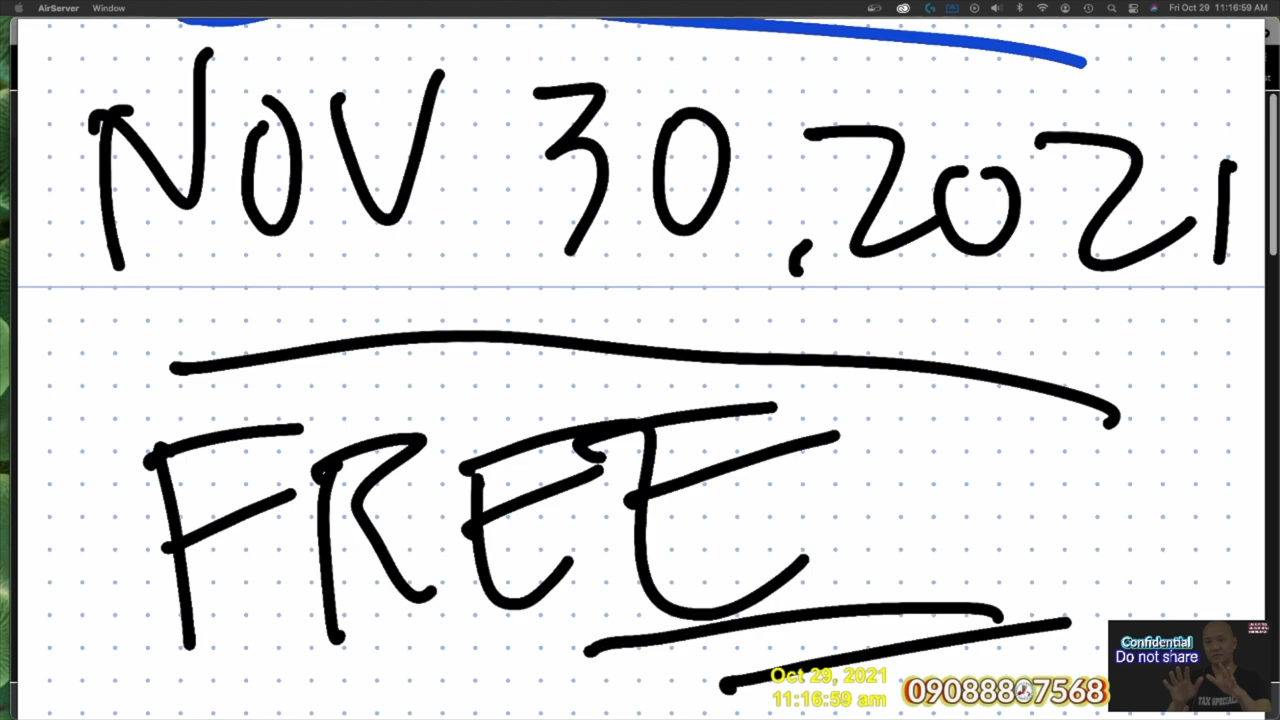 AirServer Window Fri Oct 29 11:16:59 AM
NOV 30, 2021
FREE
Confidential
Do not share
Oct 29, 2021
11:16:59 am
09088807568